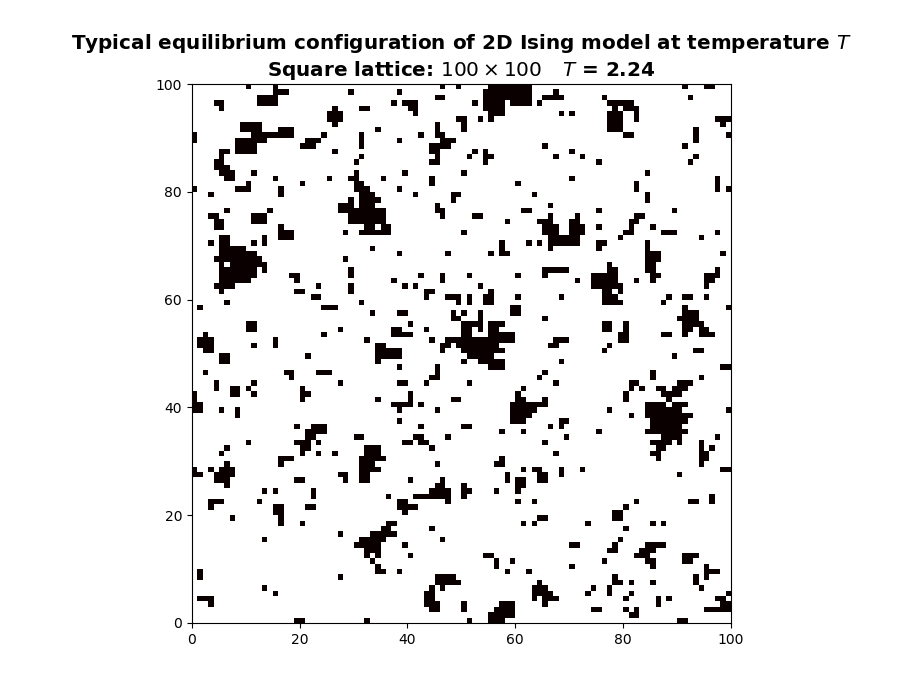 Typical equilibrium configuration of 2D Ising model at temperature T
Square lattice: 100 × 100 T = 2.24
100
80
60
40
20
0
0 20 40 60 80 100